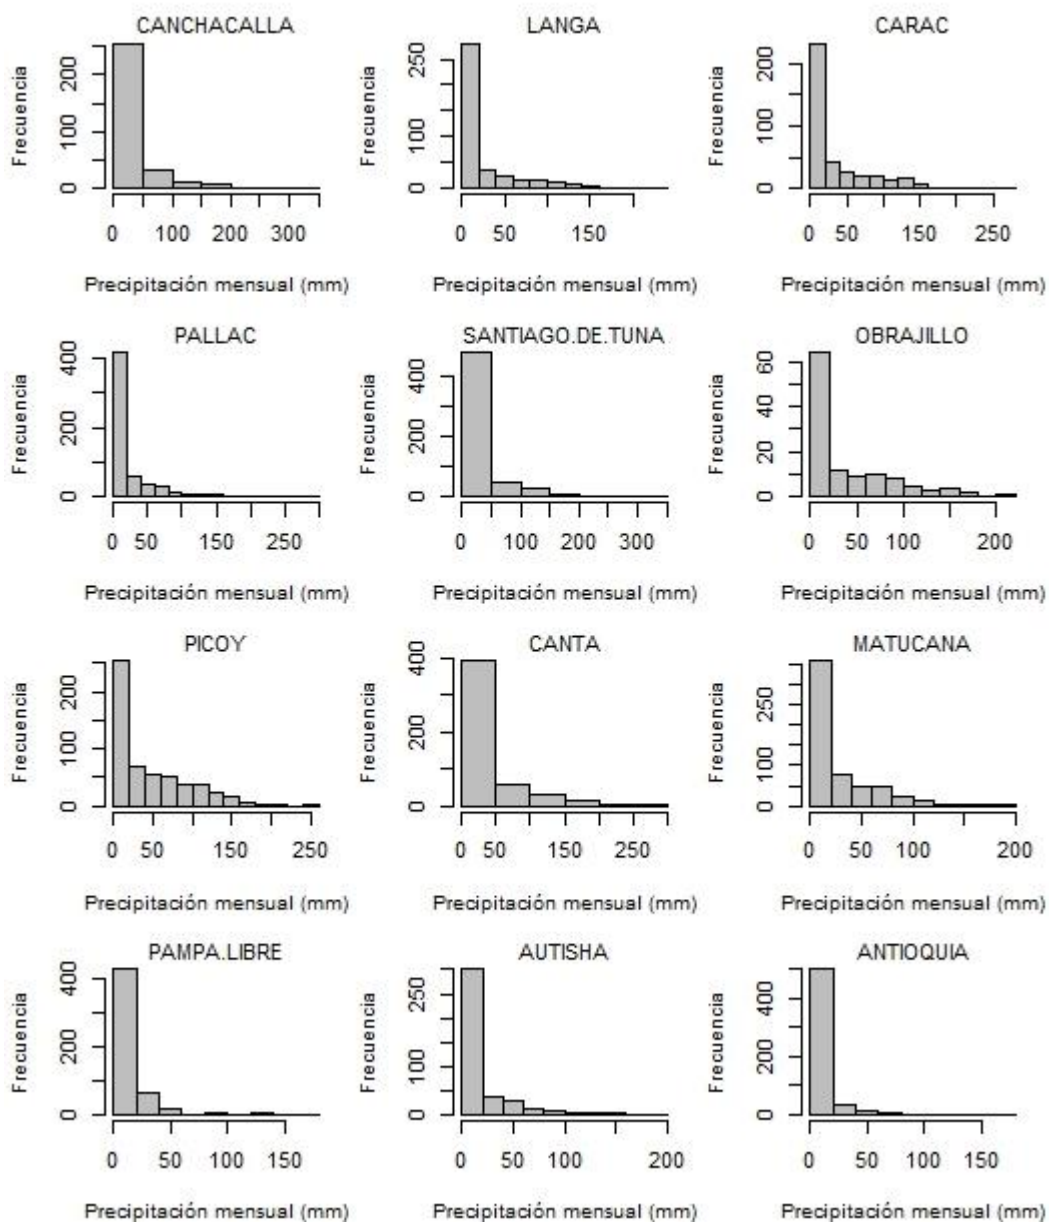 CANCHACALLA
Frecuencia
0 100 200
0 100 200 300
Precipitación mensual (mm)
LANGA
Frecuencia
0 100 250
0 50 150
Precipitación mensual (mm)
CARAC
Frecuencia
0 100 200
0 50 150 250
Precipitación mensual (mm)
PALLAC
Frecuencia
0 200 400
0 50 150 250
Precipitación mensual (mm)
SANTIAGO.DE.TUNA
Frecuencia
0 200 400
0 100 200 300
Precipitación mensual (mm)
OBRAJILLO
Frecuencia
0 20 40 60
0 50 100 200
Precipitación mensual (mm)
PICOY
Frecuencia
0 100 200
0 50 150 250
Precipitación mensual (mm)
CANTA
Frecuencia
0 200 400
0 50 150 250
Precipitación mensual (mm)
MATUCANA
Frecuencia
0 100 250
0 50 100 200
Precipitación mensual (mm)
PAMPA.LIBRE
Frecuencia
0 200 400
0 50 150
Precipitación mensual (mm)
AUTISHA
Frecuencia
0 100 250
0 50 100 200
Precipitación mensual (mm)
ANTIOQUIA
Frecuencia
0 200 400
0 50 150
Precipitación mensual (mm)